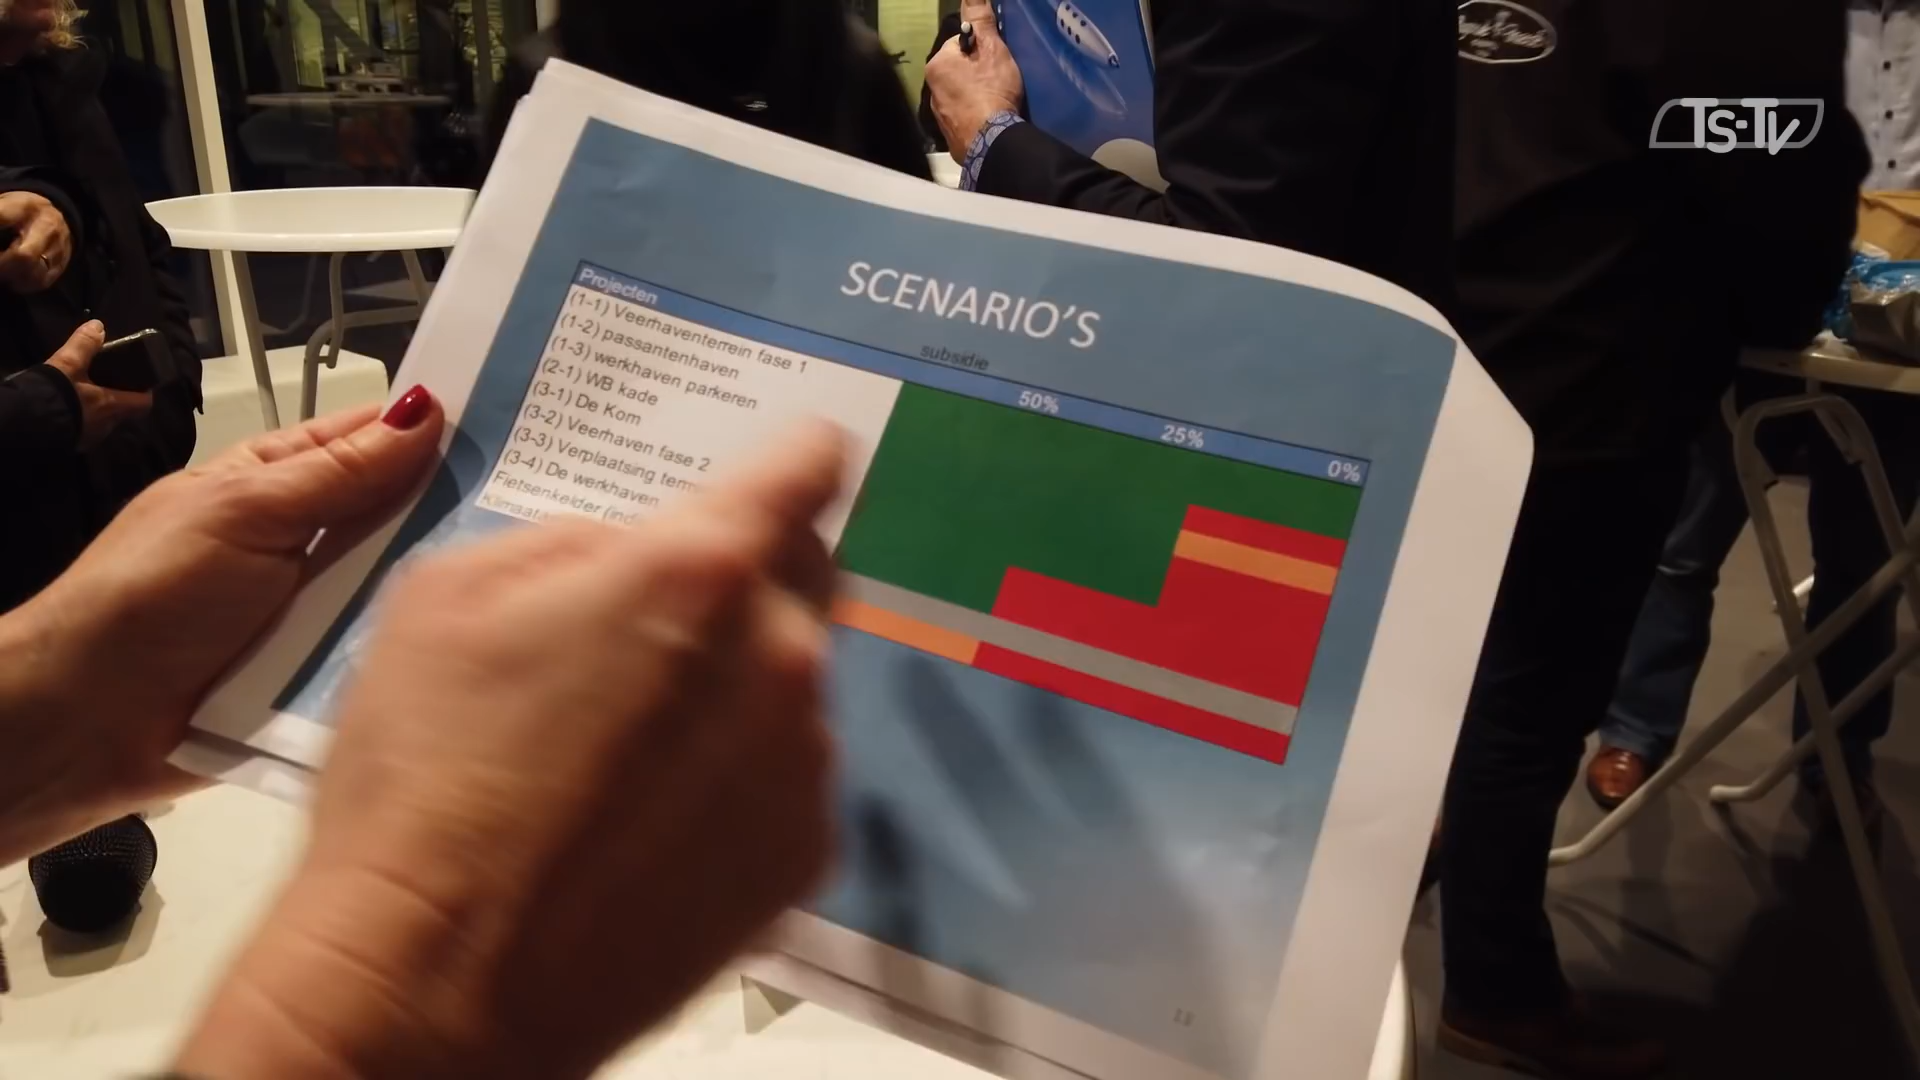 TS-TV
SCENARIO'S
Projecten
subsidie
50%
25%
0%
(1-1) Veerhaventerrein fase 1
(1-2) passantenhaven
(1-3) werkhaven parkeren
(2-1) WB kade
(3-1) De Kom
(3-2) Veerhaven fase 2
(3-3) Verplaatsing
(3-4) De werkhaven
Fietsenkelder